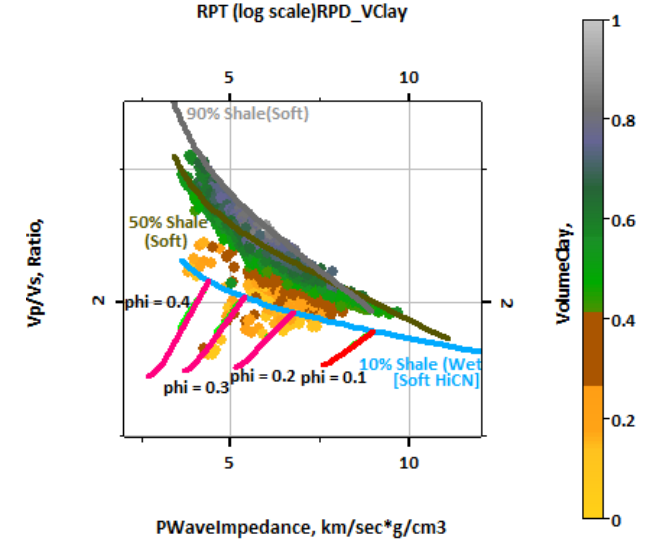 RPT (log scale)RPD_VClay
5 10
1
90% Shale(Soft)
0.8
50% Shale
(Soft)
0.6
Vp/Vs, Ratio,
VolumeClay,
2 phi = 0.4 2
0.4
10% Shale (Wet
[Soft HiCN]
phi = 0.3 phi = 0.2 phi = 0.1
0.2
5 10
0
PWaveImpedance, km/sec*g/cm3